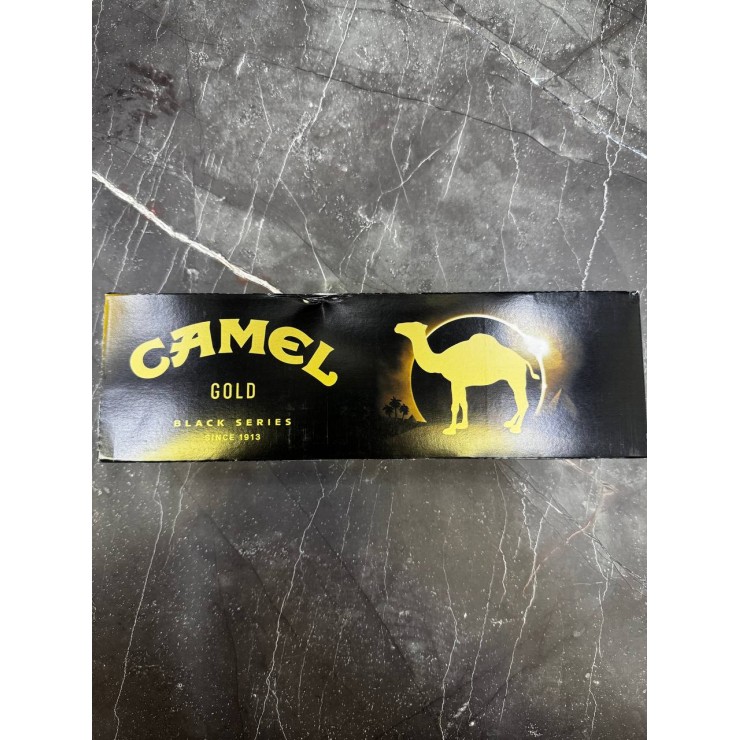 CAMEL
GOLD
BLACK SERIES
SINCE 1913